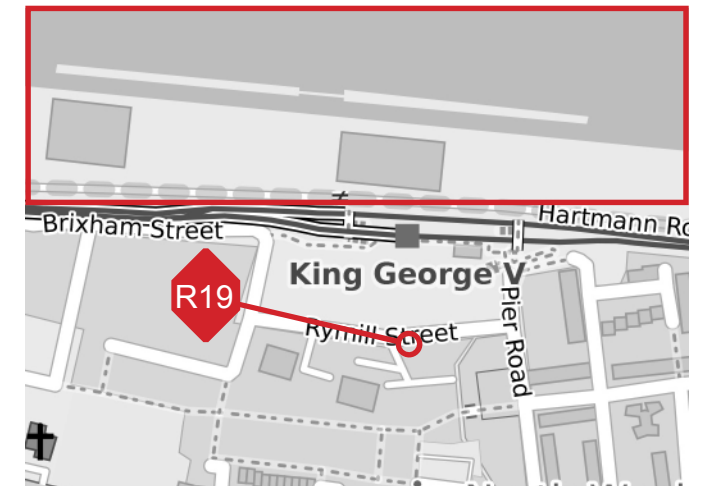 Hartmann Ro
Brixham Street
King George V
R19
Rymill Street
Pier Road